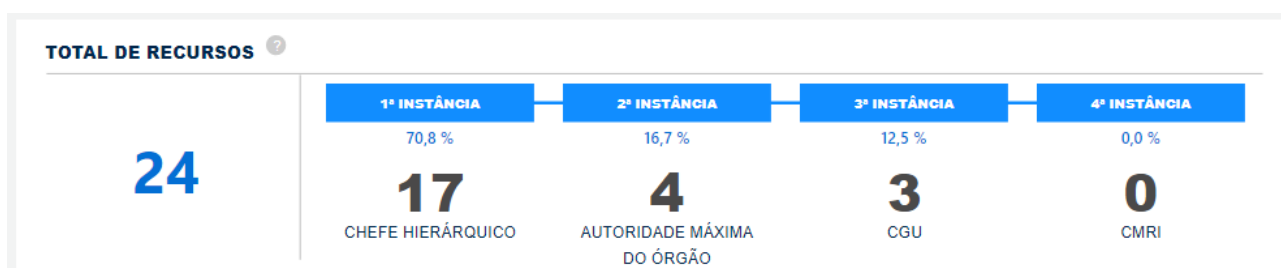 TOTAL DE RECURSOS ?
1ª INSTÂNCIA 2ª INSTÂNCIA 3ª INSTÂNCIA 4ª INSTÂNCIA
70,8 % 16,7 % 12,5 % 0,0 %
24
17 4 3 0
CHEFE HIERÁRQUICO AUTORIDADE MÁXIMA CGU CMRI
DO ÓRGÃO